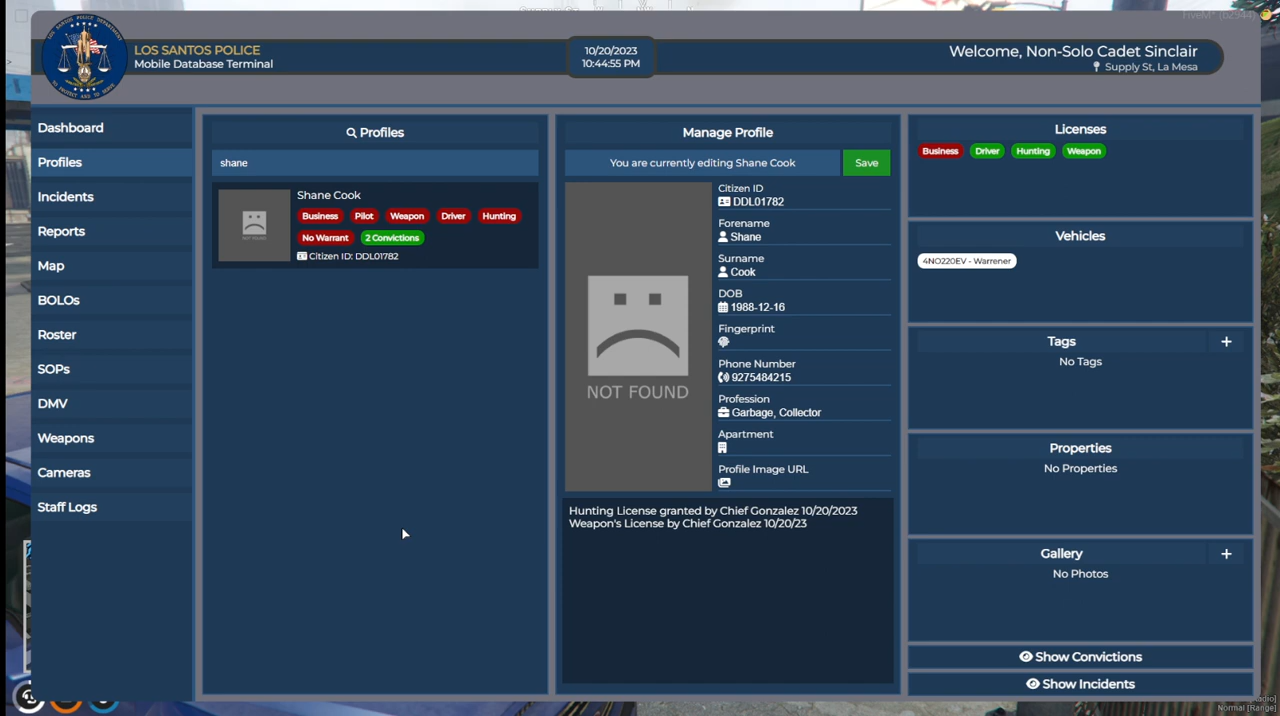 FiveM* (b2944)
LOS SANTOS POLICE
Mobile Database Terminal
10/20/2023
10:44:55 PM
Welcome, Non-Solo Cadet Sinclair
Supply St, La Mesa
Dashboard
Profiles
Incidents
Reports
Map
BOLOs
Roster
SOPs
DMV
Weapons
Cameras
Staff Logs
Profiles
shane
NOT FOUND
Shane Cook
Business Pilot Weapon Driver Hunting
No Warrant 2 Convictions
Citizen ID: DDL01782
Manage Profile
You are currently editing Shane Cook
Save
NOT FOUND
Citizen ID
DDL01782
Forename
Shane
Surname
Cook
DOB
1988-12-16
Fingerprint
Phone Number
9275484215
Profession
Garbage, Collector
Apartment
Profile Image URL
Hunting License granted by Chief Gonzalez 10/20/2023
Weapon's License by Chief Gonzalez 10/20/23
Licenses
Business Driver Hunting Weapon
Vehicles
4NO220EV - Warrener
Tags
+
No Tags
Properties
No Properties
Gallery
+
No Photos
Show Convictions
Show Incidents
Normal [Range]